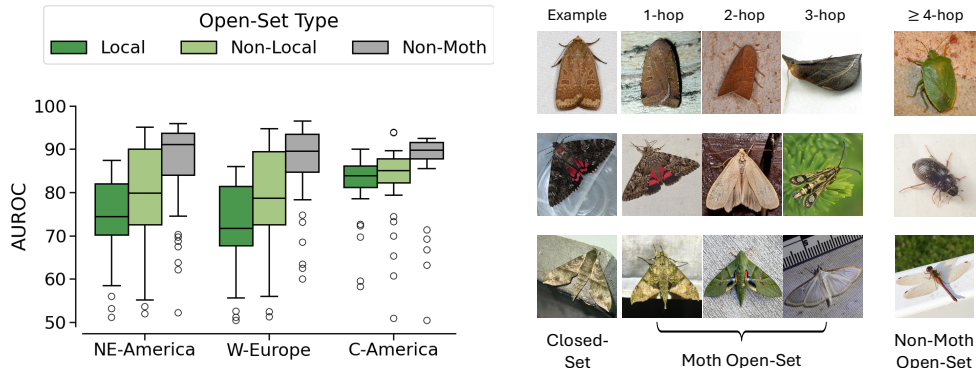 Open-Set Type
Local Non-Local Non-Moth
AUROC
100
90
80
70
60
50
NE-America W-Europe C-America
Example 1-hop 2-hop 3-hop ≥ 4-hop
Closed-
Set
Moth Open-Set
Non-Moth
Open-Set